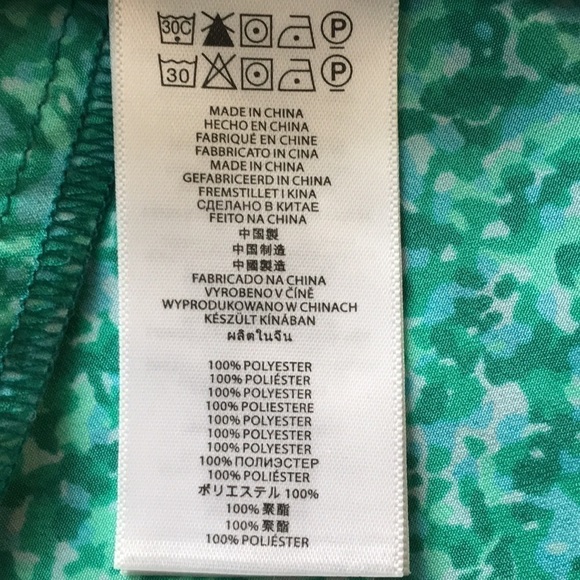 30C P
30 P
MADE IN CHINA
HECHO EN CHINA
FABRIQUÉ EN CHINE
FABBRICATO IN CINA
MADE IN CHINA
GEFABRICEERD IN CHINA
FREMSTILLET I KINA
СДЕЛАНО В КИТАЕ
FEITO NA CHINA
中国製
中国制造
中國製造
FABRICADO NA CHINA
VYROBENO V ČÍNĚ
WYPRODUKOWANO W CHINACH
KÉSZÜLT KÍNÁBAN
ผลิตในจีน
100% POLYESTER
100% POLIÉSTER
100% POLYESTER
100% POLIESTERE
100% POLYESTER
100% POLYESTER
100% POLYESTER
100% ПОЛИЭСТЕР
100% POLIÉSTER
ポリエステル 100%
100% 聚酯
100% 聚酯
100% POLIÉSTER